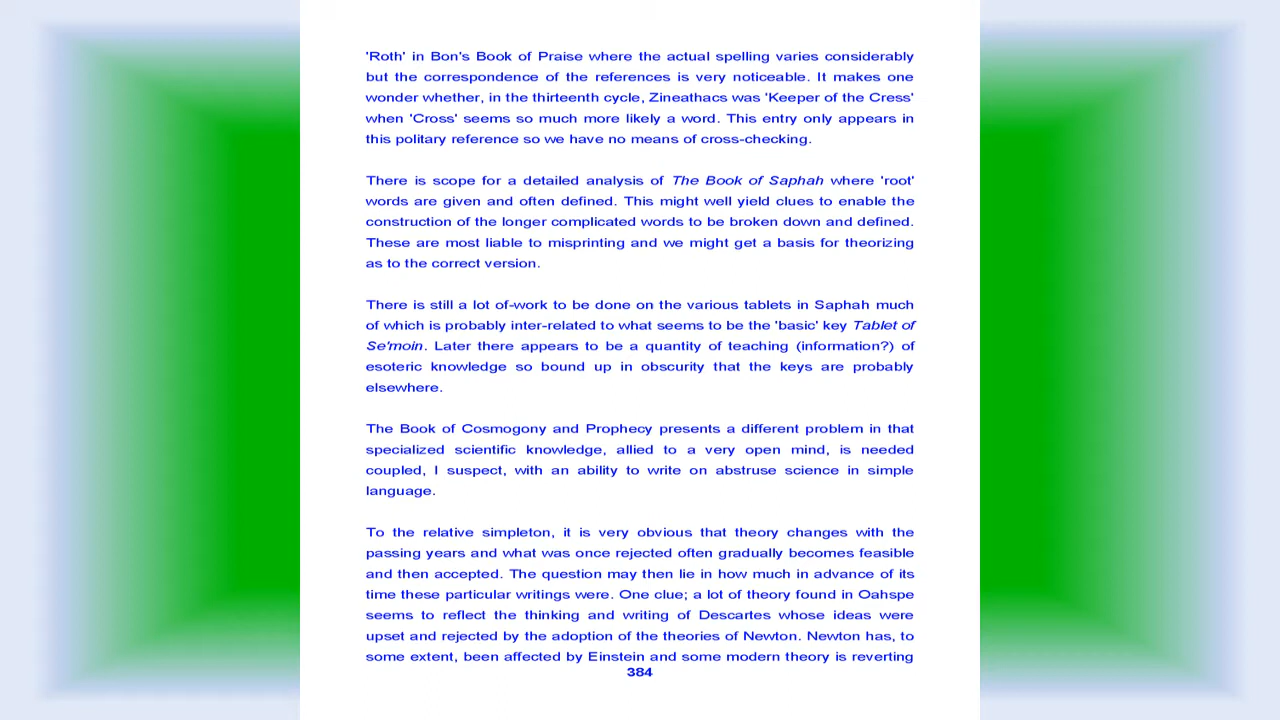 'Roth' in Bon's Book of Praise where the actual spelling varies considerably
but the correspondence of the references is very noticeable. It makes one
wonder whether, in the thirteenth cycle, Zineathacs was 'Keeper of the Cress'
when 'Cross' seems so much more likely a word. This entry only appears in
this politary reference so we have no means of cross-checking.
There is scope for a detailed analysis of The Book of Saphah where 'root'
words are given and often defined. This might well yield clues to enable the
construction of the longer complicated words to be broken down and defined.
These are most liable to misprinting and we might get a basis for theorizing
as to the correct version.
There is still a lot of-work to be done on the various tablets in Saphah much
of which is probably inter-related to what seems to be the 'basic' key Tablet of
Se'moin. Later there appears to be a quantity of teaching (information?) of
esoteric knowledge so bound up in obscurity that the keys are probably
elsewhere.
The Book of Cosmogony and Prophecy presents a different problem in that
specialized scientific knowledge, allied to a very open mind, is needed
coupled, I suspect, with an ability to write on abstruse science in simple
language.
To the relative simpleton, it is very obvious that theory changes with the
passing years and what was once rejected often gradually becomes feasible
and then accepted. The question may then lie in how much in advance of its
time these particular writings were. One clue; a lot of theory found in Oahspe
seems to reflect the thinking and writing of Descartes whose ideas were
upset and rejected by the adoption of the theories of Newton. Newton has, to
some extent, been affected by Einstein and some modern theory is reverting
384